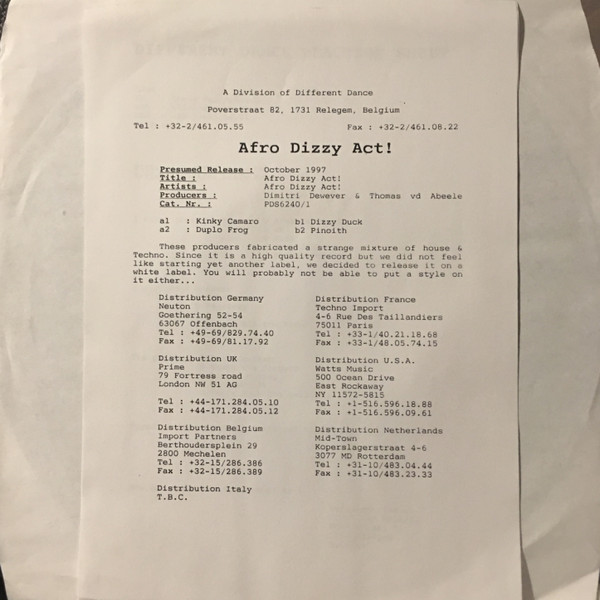 A Division of Different Dance
Poverstraat 82, 1731 Relegem, Belgium
Tel : +32-2/461.05.55 Fax : +32-2/461.08.22
Afro Dizzy Act!
Presumed Release : October 1997
Title : Afro Dizzy Act!
Artists : Afro Dizzy Act!
Producers : Dimitri Dewever & Thomas vd Abeele
Cat. Nr. : PDS6240/1
a1 : Kinky Camaro b1 Dizzy Duck
a2 : Duplo Frog b2 Pinoith
These producers fabricated a strange mixture of house &
Techno. Since it is a high quality record but we did not feel
like starting yet another label, we decided to release it on a
white label. You will probably not be able to put a style on
it either...
Distribution Germany
Neuton
Goethering 52-54
63067 Offenbach
Tel : +49-69/829.74.40
Fax : +49-69/81.17.92
Distribution France
Techno Import
4-6 Rue Des Taillandiers
75011 Paris
Tel : +33-1/40.21.18.68
Fax : +33-1/48.05.74.15
Distribution UK
Prime
79 Fortress road
London NW 51 AG
Tel : +44-171.284.05.10
Fax : +44-171.284.05.12
Distribution U.S.A.
Watts Music
500 Ocean Drive
East Rockaway
NY 11572-5815
Tel : +1-516.596.18.88
Fax : +1-516.596.09.61
Distribution Belgium
Import Partners
Berthoudersplein 29
2800 Mechelen
Tel : +32-15/286.386
Fax : +32-15/286.389
Distribution Netherlands
Mid-Town
Koperslagerstraat 4-6
3077 MD Rotterdam
Tel : +31-10/483.04.44
Fax : +31-10/483.23.33
Distribution Italy
T.B.C.